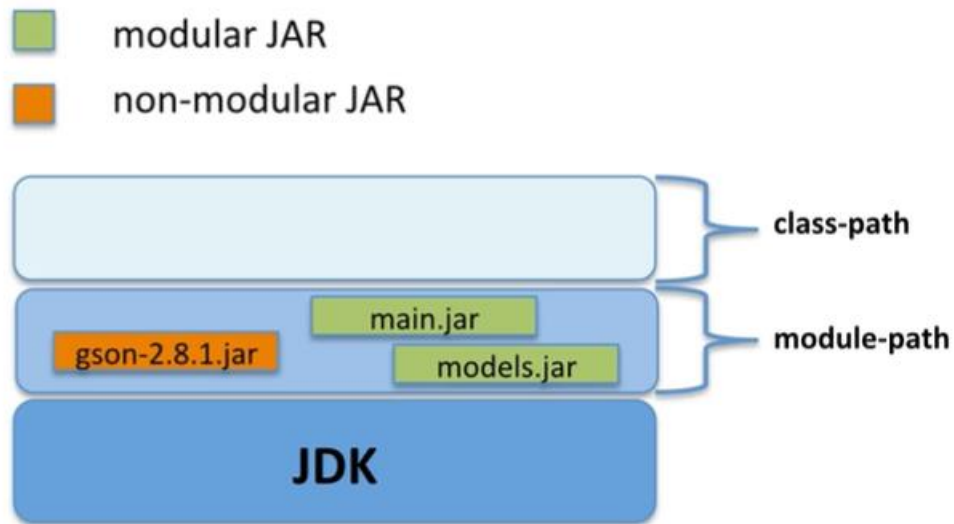 modular JAR
non-modular JAR
class-path
main.jar
gson-2.8.1.jar
models.jar
module-path
JDK